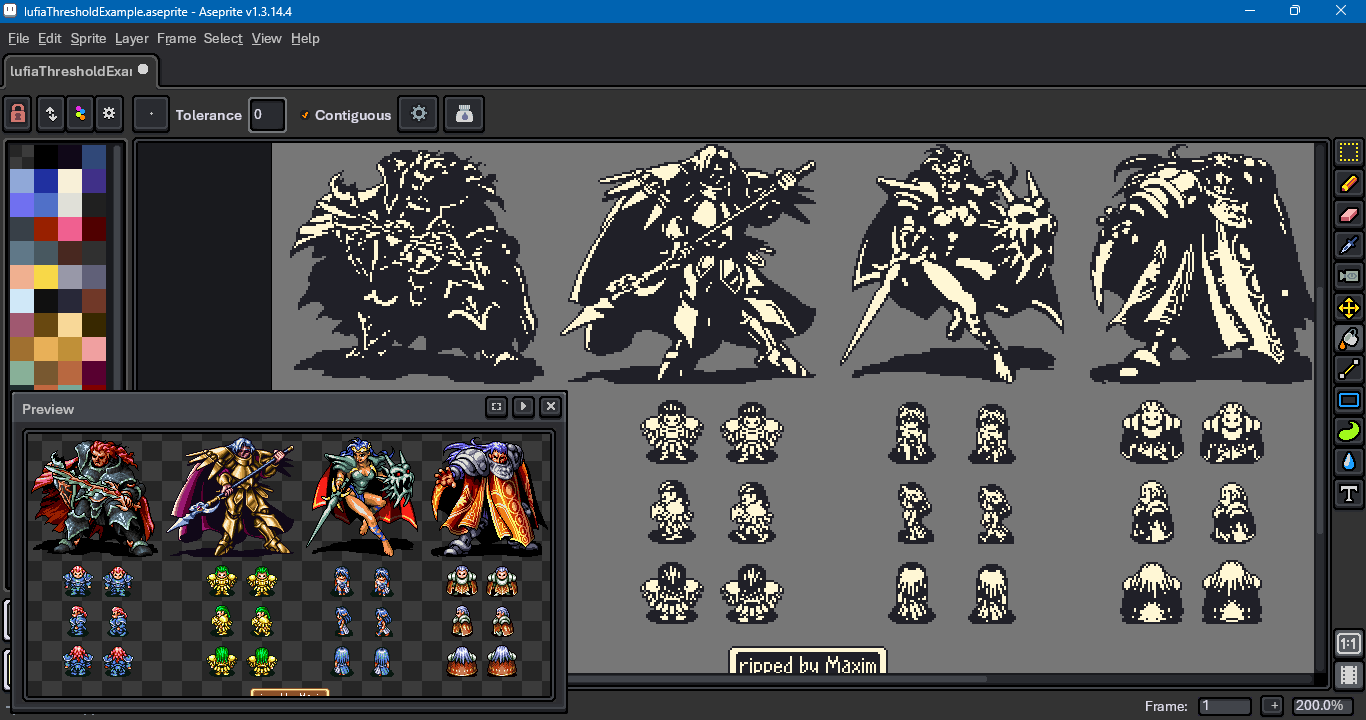 lufiaThresholdExample.aseprite - Aseprite v1.3.14.4
File Edit Sprite Layer Frame Select View Help
lufiaThresholdExar
Tolerance 0 Contiguous
Preview
ripped by Maxim
1:1
Frame: 1 + 200.0%